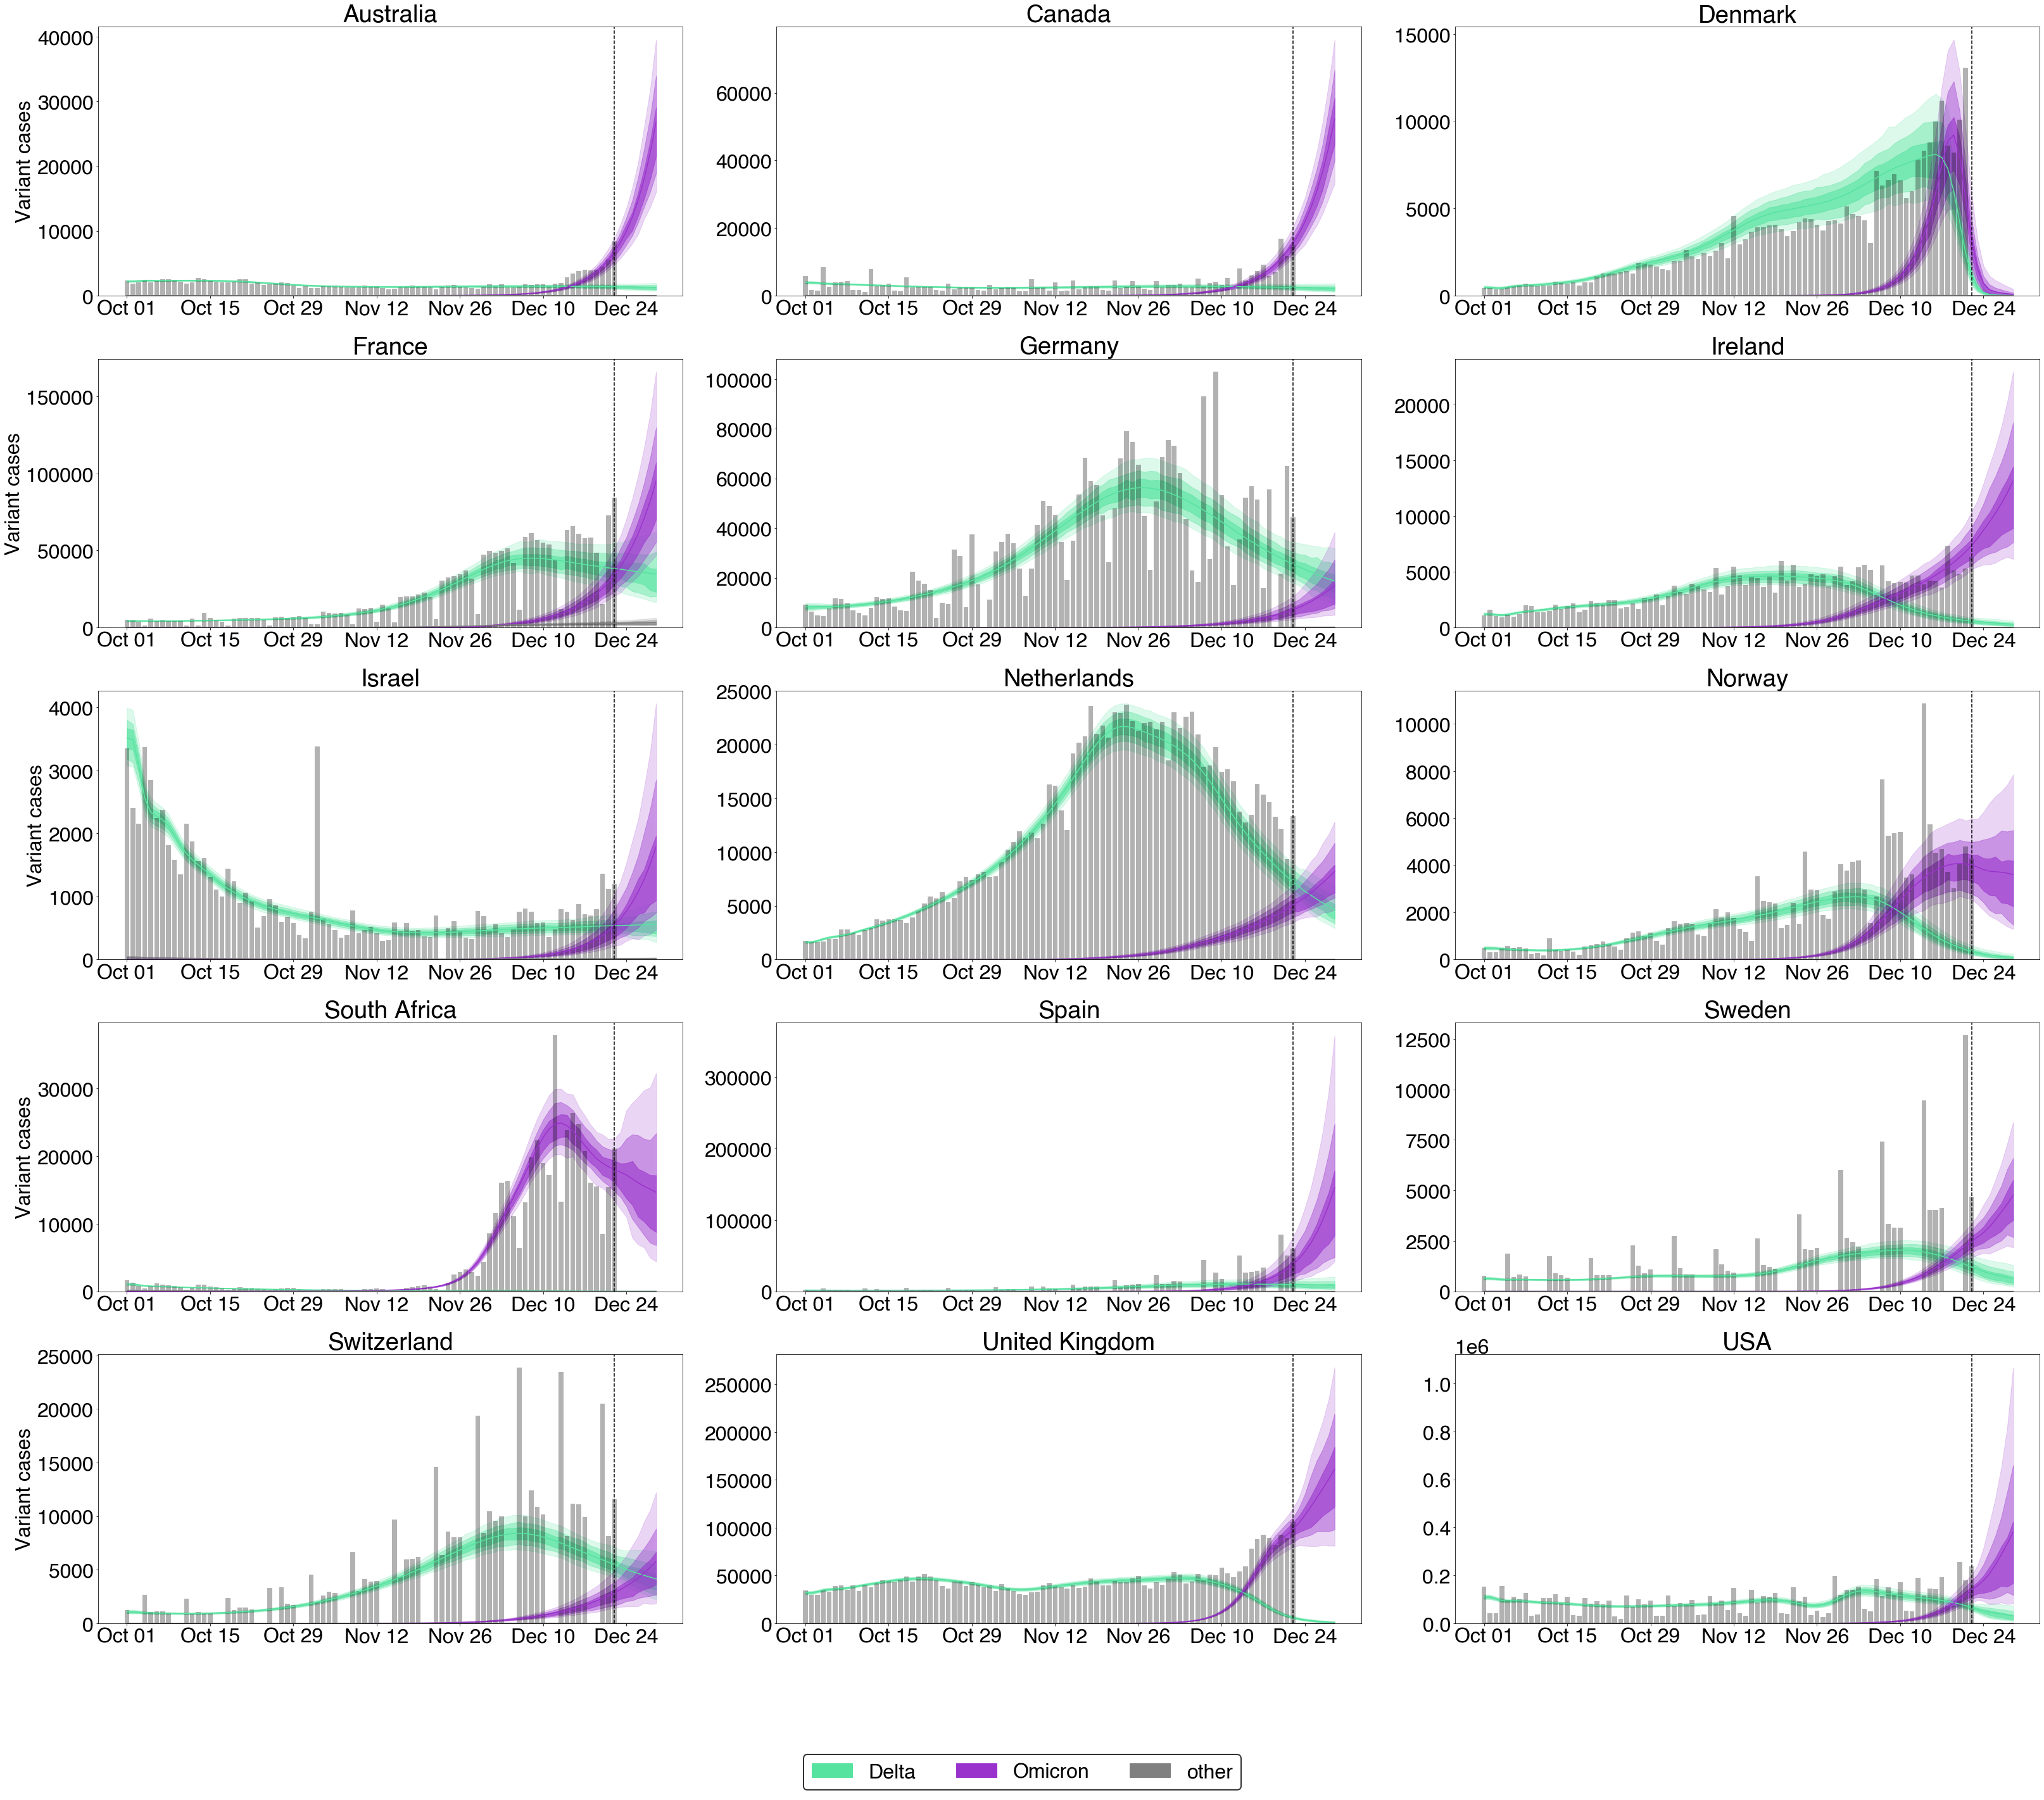 Australia
Variant cases
40000
30000
20000
10000
0
Oct 01 Oct 15 Oct 29 Nov 12 Nov 26 Dec 10 Dec 24
Canada
60000
40000
20000
0
Oct 01 Oct 15 Oct 29 Nov 12 Nov 26 Dec 10 Dec 24
Denmark
15000
10000
5000
0
Oct 01 Oct 15 Oct 29 Nov 12 Nov 26 Dec 10 Dec 24
France
Variant cases
150000
100000
50000
0
Oct 01 Oct 15 Oct 29 Nov 12 Nov 26 Dec 10 Dec 24
Germany
100000
80000
60000
40000
20000
0
Oct 01 Oct 15 Oct 29 Nov 12 Nov 26 Dec 10 Dec 24
Ireland
20000
15000
10000
5000
0
Oct 01 Oct 15 Oct 29 Nov 12 Nov 26 Dec 10 Dec 24
Israel
Variant cases
4000
3000
2000
1000
0
Oct 01 Oct 15 Oct 29 Nov 12 Nov 26 Dec 10 Dec 24
Netherlands
25000
20000
15000
10000
5000
0
Oct 01 Oct 15 Oct 29 Nov 12 Nov 26 Dec 10 Dec 24
Norway
10000
8000
6000
4000
2000
0
Oct 01 Oct 15 Oct 29 Nov 12 Nov 26 Dec 10 Dec 24
South Africa
Variant cases
30000
20000
10000
0
Oct 01 Oct 15 Oct 29 Nov 12 Nov 26 Dec 10 Dec 24
Spain
300000
200000
100000
0
Oct 01 Oct 15 Oct 29 Nov 12 Nov 26 Dec 10 Dec 24
Sweden
12500
10000
7500
5000
2500
0
Oct 01 Oct 15 Oct 29 Nov 12 Nov 26 Dec 10 Dec 24
Switzerland
Variant cases
25000
20000
15000
10000
5000
0
Oct 01 Oct 15 Oct 29 Nov 12 Nov 26 Dec 10 Dec 24
United Kingdom
250000
200000
150000
100000
50000
0
Oct 01 Oct 15 Oct 29 Nov 12 Nov 26 Dec 10 Dec 24
USA
1e6
1.0
0.8
0.6
0.4
0.2
0.0
Oct 01 Oct 15 Oct 29 Nov 12 Nov 26 Dec 10 Dec 24
Delta Omicron other